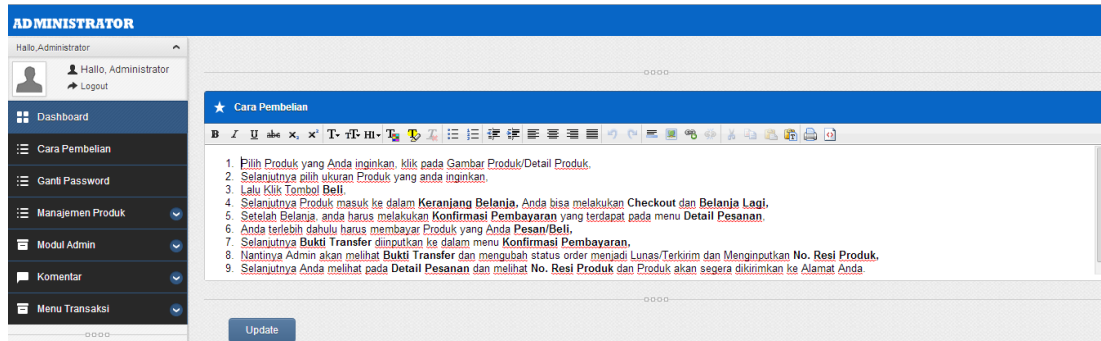 ADMINISTRATOR
Hallo,Administrator
Hallo, Administrator
Logout
Dashboard
Cara Pembelian
Ganti Password
Manajemen Produk
Modul Admin
Komentar
Menu Transaksi
Cara Pembelian
B I U abc x, x² T T H1 T T T
1. Pilih Produk yang Anda inginkan, klik pada Gambar Produk/Detail Produk,
2. Selanjutnya pilih ukuran Produk yang anda inginkan,
3. Lalu Klik Tombol Beli,
4. Selanjutnya Produk masuk ke dalam Keranjang Belanja, Anda bisa melakukan Checkout dan Belanja Lagi,
5. Setelah Belanja, anda harus melakukan Konfirmasi Pembayaran yang terdapat pada menu Detail Pesanan,
6. Anda terlebih dahulu harus membayar Produk yang Anda Pesan/Beli,
7. Selanjutnya Bukti Transfer diinputkan ke dalam menu Konfirmasi Pembayaran,
8. Nantinya Admin akan melihat Bukti Transfer dan mengubah status order menjadi Lunas/Terkirim dan Menginputkan No. Resi Produk,
9. Selanjutnya Anda melihat pada Detail Pesanan dan melihat No. Resi Produk dan Produk akan segera dikirimkan ke Alamat Anda.
Update